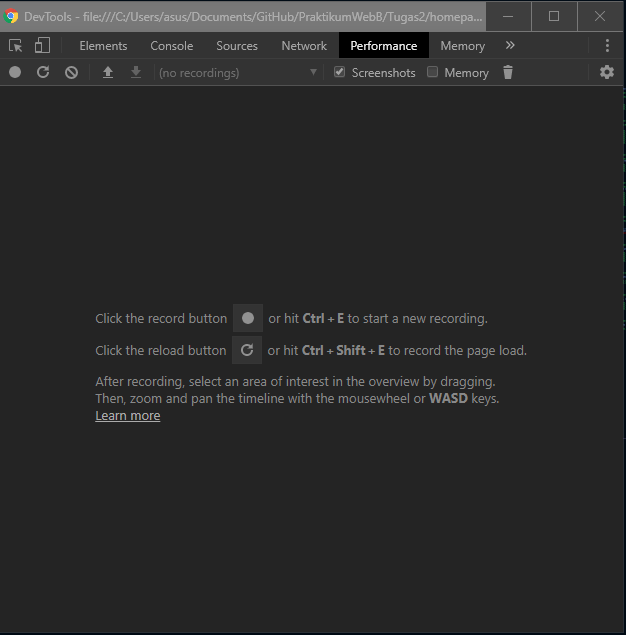 DevTools - file:///C:/Users/asus/Documents/GitHub/PraktikumWebB/Tugas2/homepa...
Elements Console Sources Network Performance Memory »
(no recordings) Screenshots Memory
Click the record button or hit Ctrl + E to start a new recording.
Click the reload button or hit Ctrl + Shift + E to record the page load.
After recording, select an area of interest in the overview by dragging.
Then, zoom and pan the timeline with the mousewheel or WASD keys.
Learn more